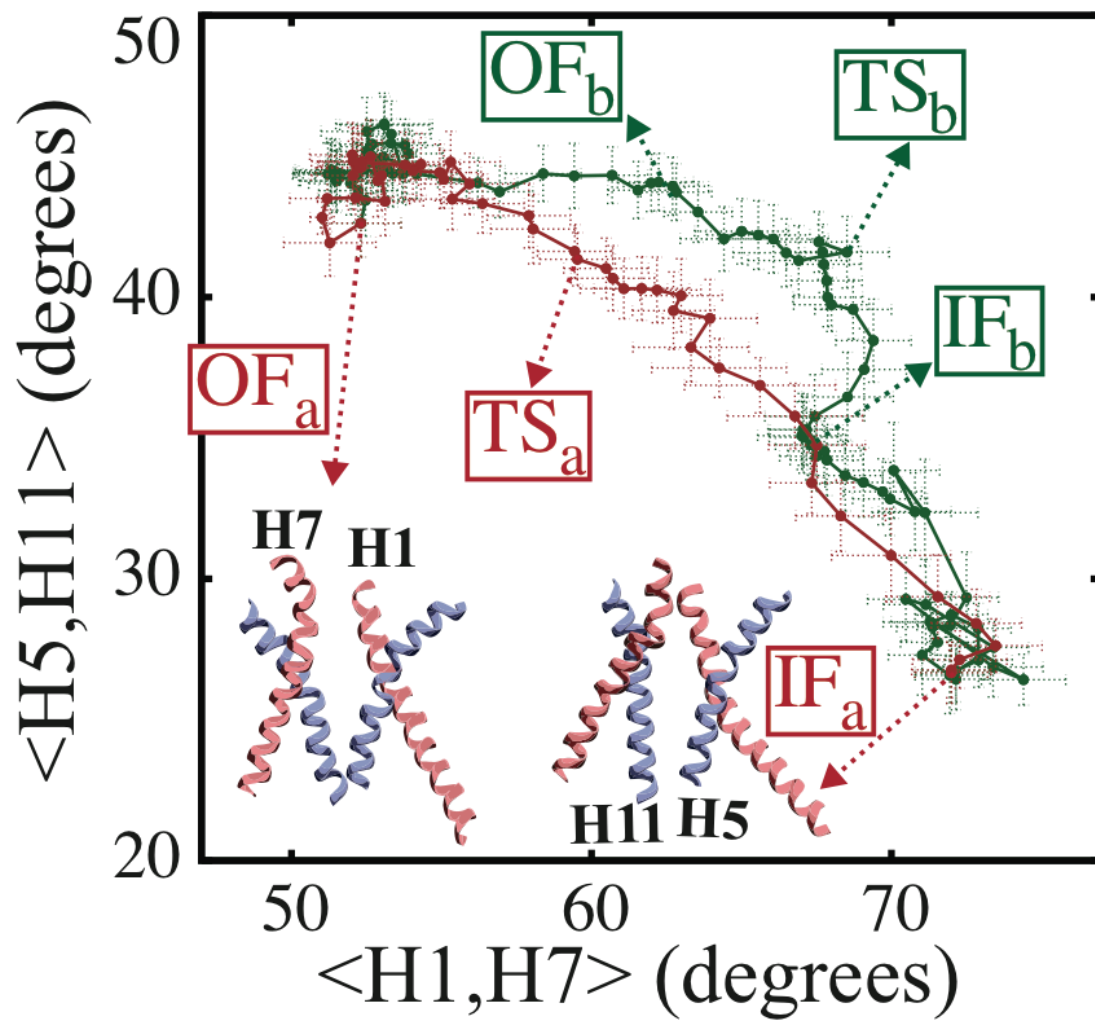 50
OF_b
TS_b
40
IF_b
OF_a
TS_a
H7
H1
30
IF_a
H11
H5
20
50
60
70
<H1,H7> (degrees)
<H5,H11> (degrees)